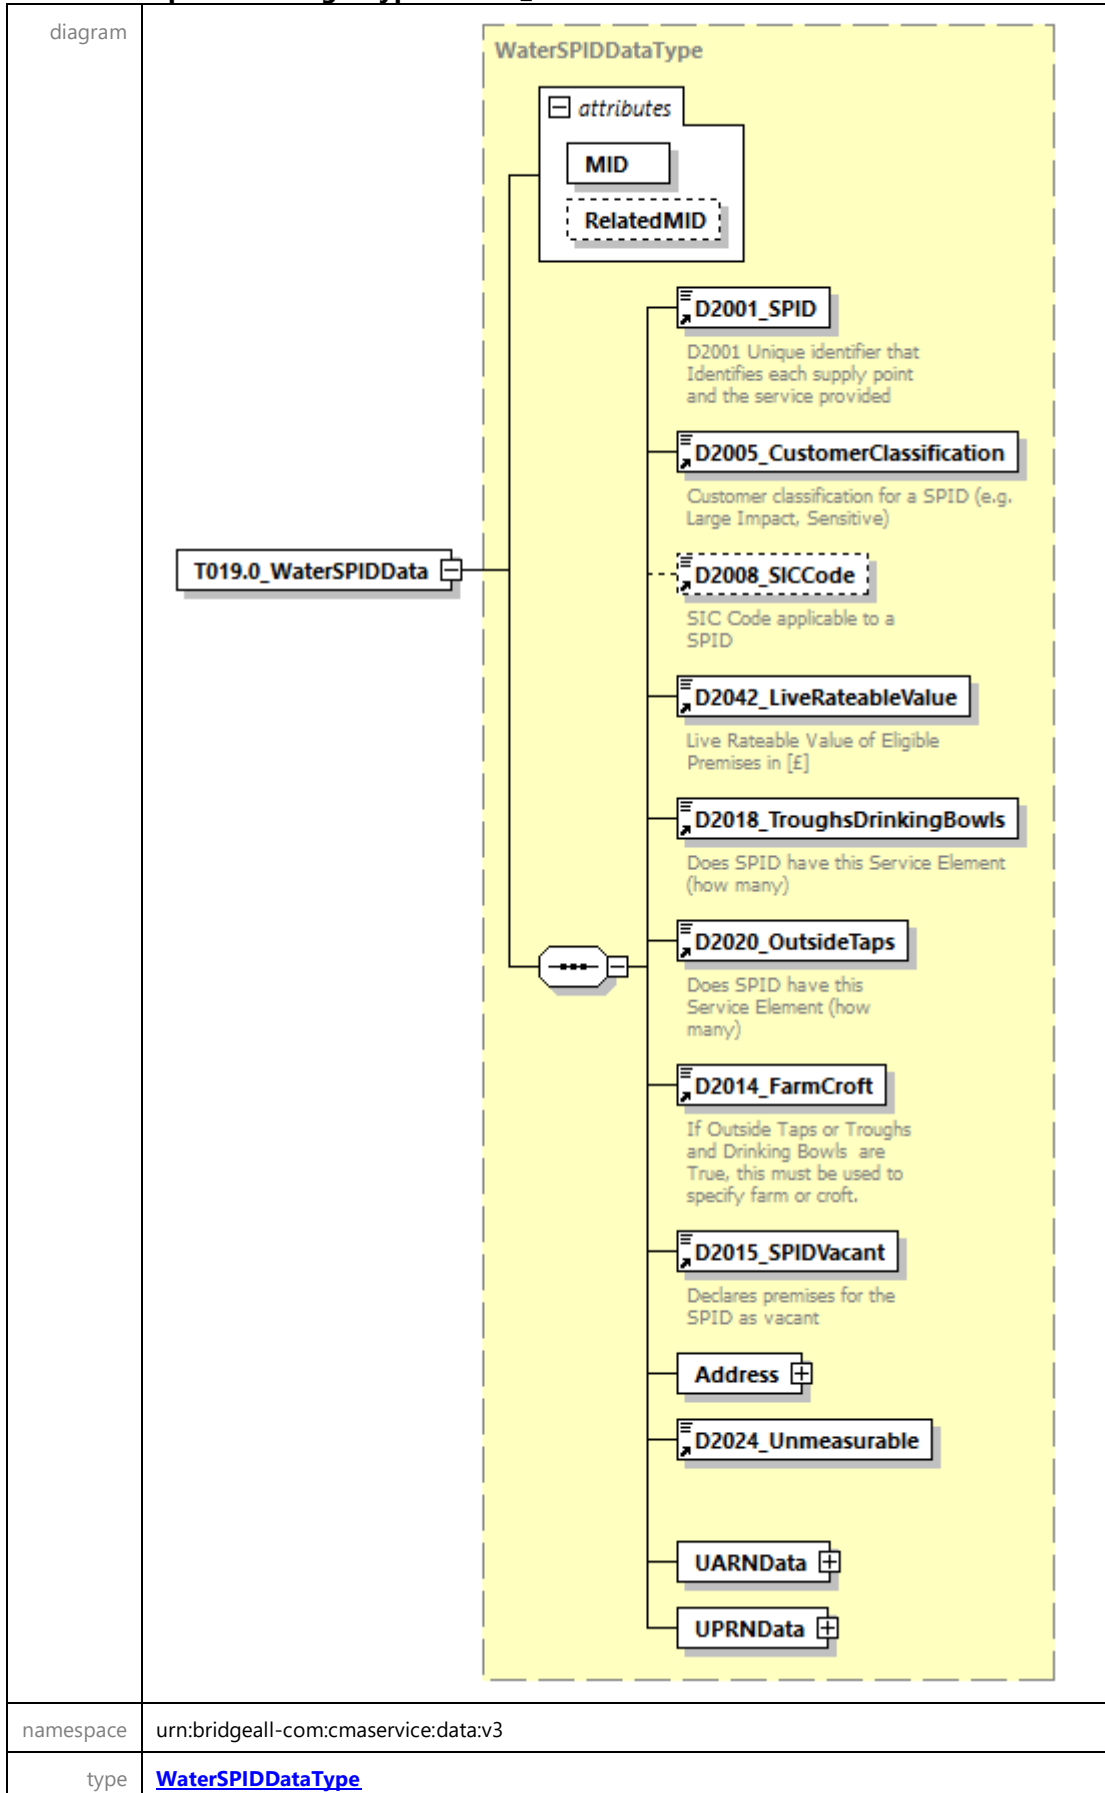 diagram
WaterSPIDDataType
attributes
MID
RelatedMID
D2001_SPID
D2001 Unique identifier that
Identifies each supply point
and the service provided
D2005_CustomerClassification
Customer classification for a SPID (e.g.
Large Impact, Sensitive)
T019.0_WaterSPIDData
D2008_SICCode
SIC Code applicable to a
SPID
D2042_LiveRateableValue
Live Rateable Value of Eligible
Premises in [£]
D2018_TroughsDrinkingBowls
Does SPID have this Service Element
(how many)
D2020_OutsideTaps
Does SPID have this
Service Element (how
many)
D2014_FarmCroft
If Outside Taps or Troughs
and Drinking Bowls are
True, this must be used to
specify farm or croft.
D2015_SPIDVacant
Declares premises for the
SPID as vacant
Address
D2024_Unmeasurable
UARNData
UPRNData
namespace urn:bridgeall-com:cmaservice:data:v3
type WaterSPIDDataType